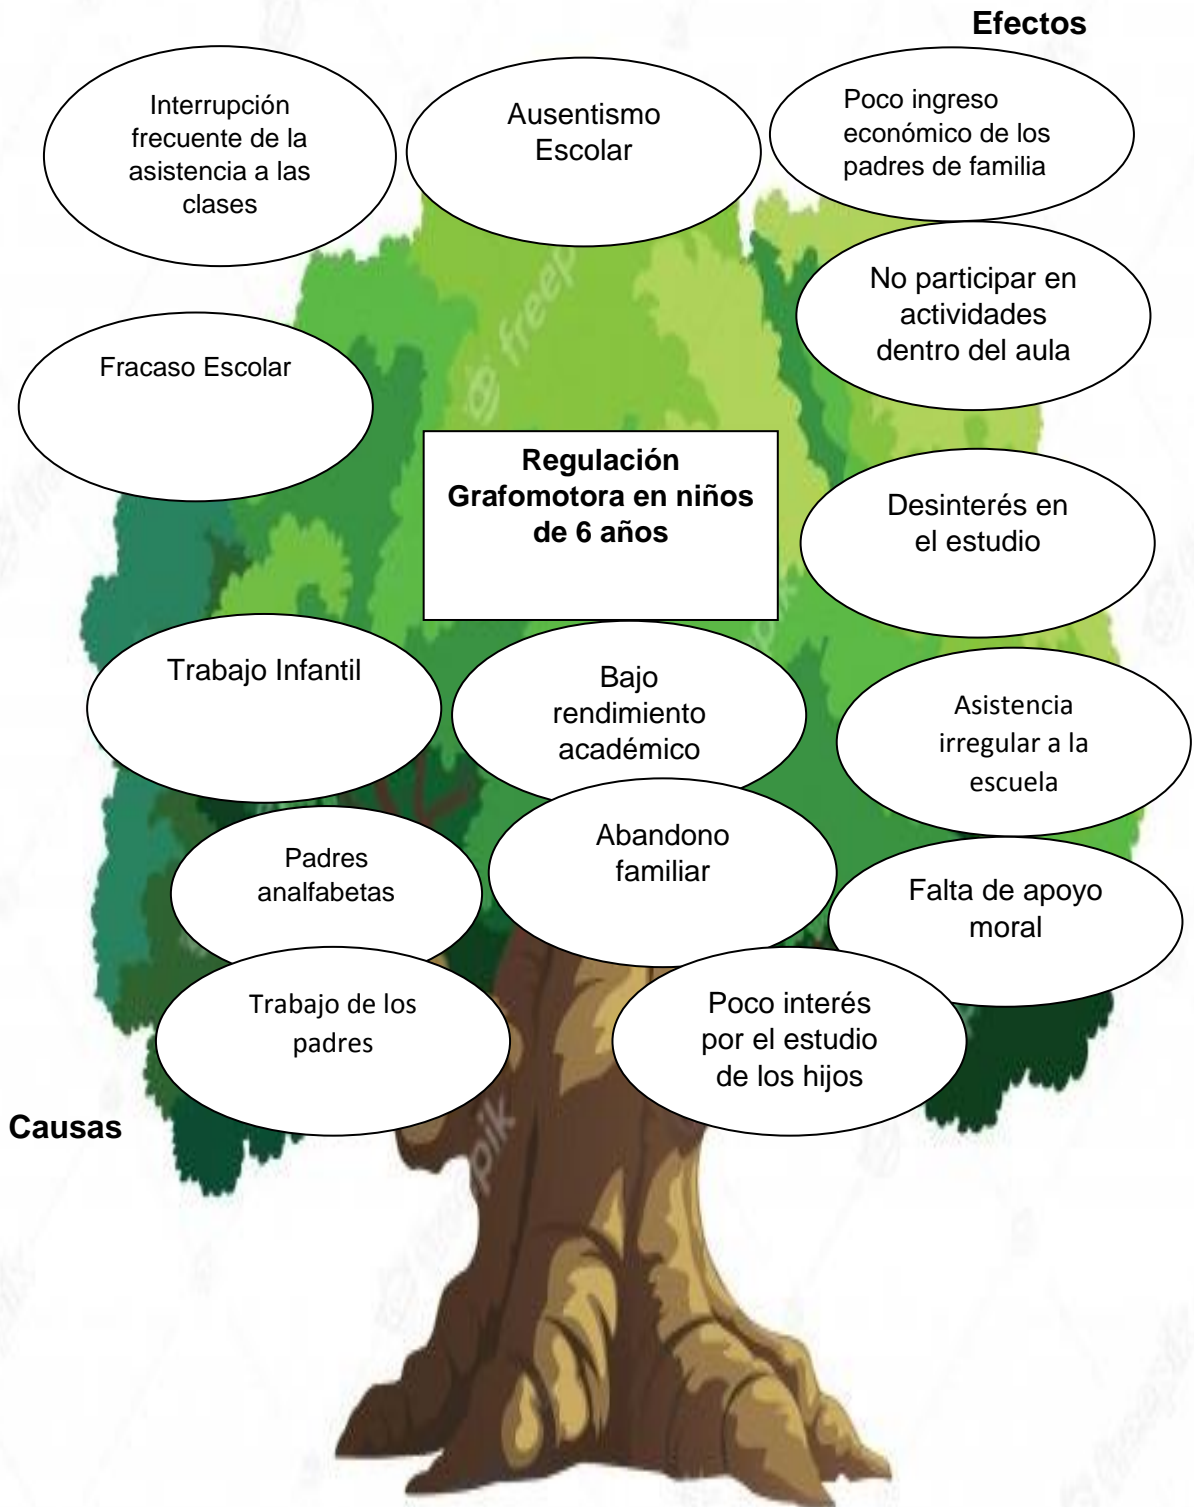 Efectos
Interrupción
frecuente de la
asistencia a las
clases
Ausentismo
Escolar
Poco ingreso
económico de los
padres de familia
No participar en
actividades
dentro del aula
Fracaso Escolar
Regulación
Grafomotora en niños
de 6 años
Desinterés en
el estudio
Trabajo Infantil
Bajo
rendimiento
académico
Asistencia
irregular a la
escuela
Padres
analfabetas
Abandono
familiar
Falta de apoyo
moral
Trabajo de los
padres
Poco interés
por el estudio
de los hijos
Causas